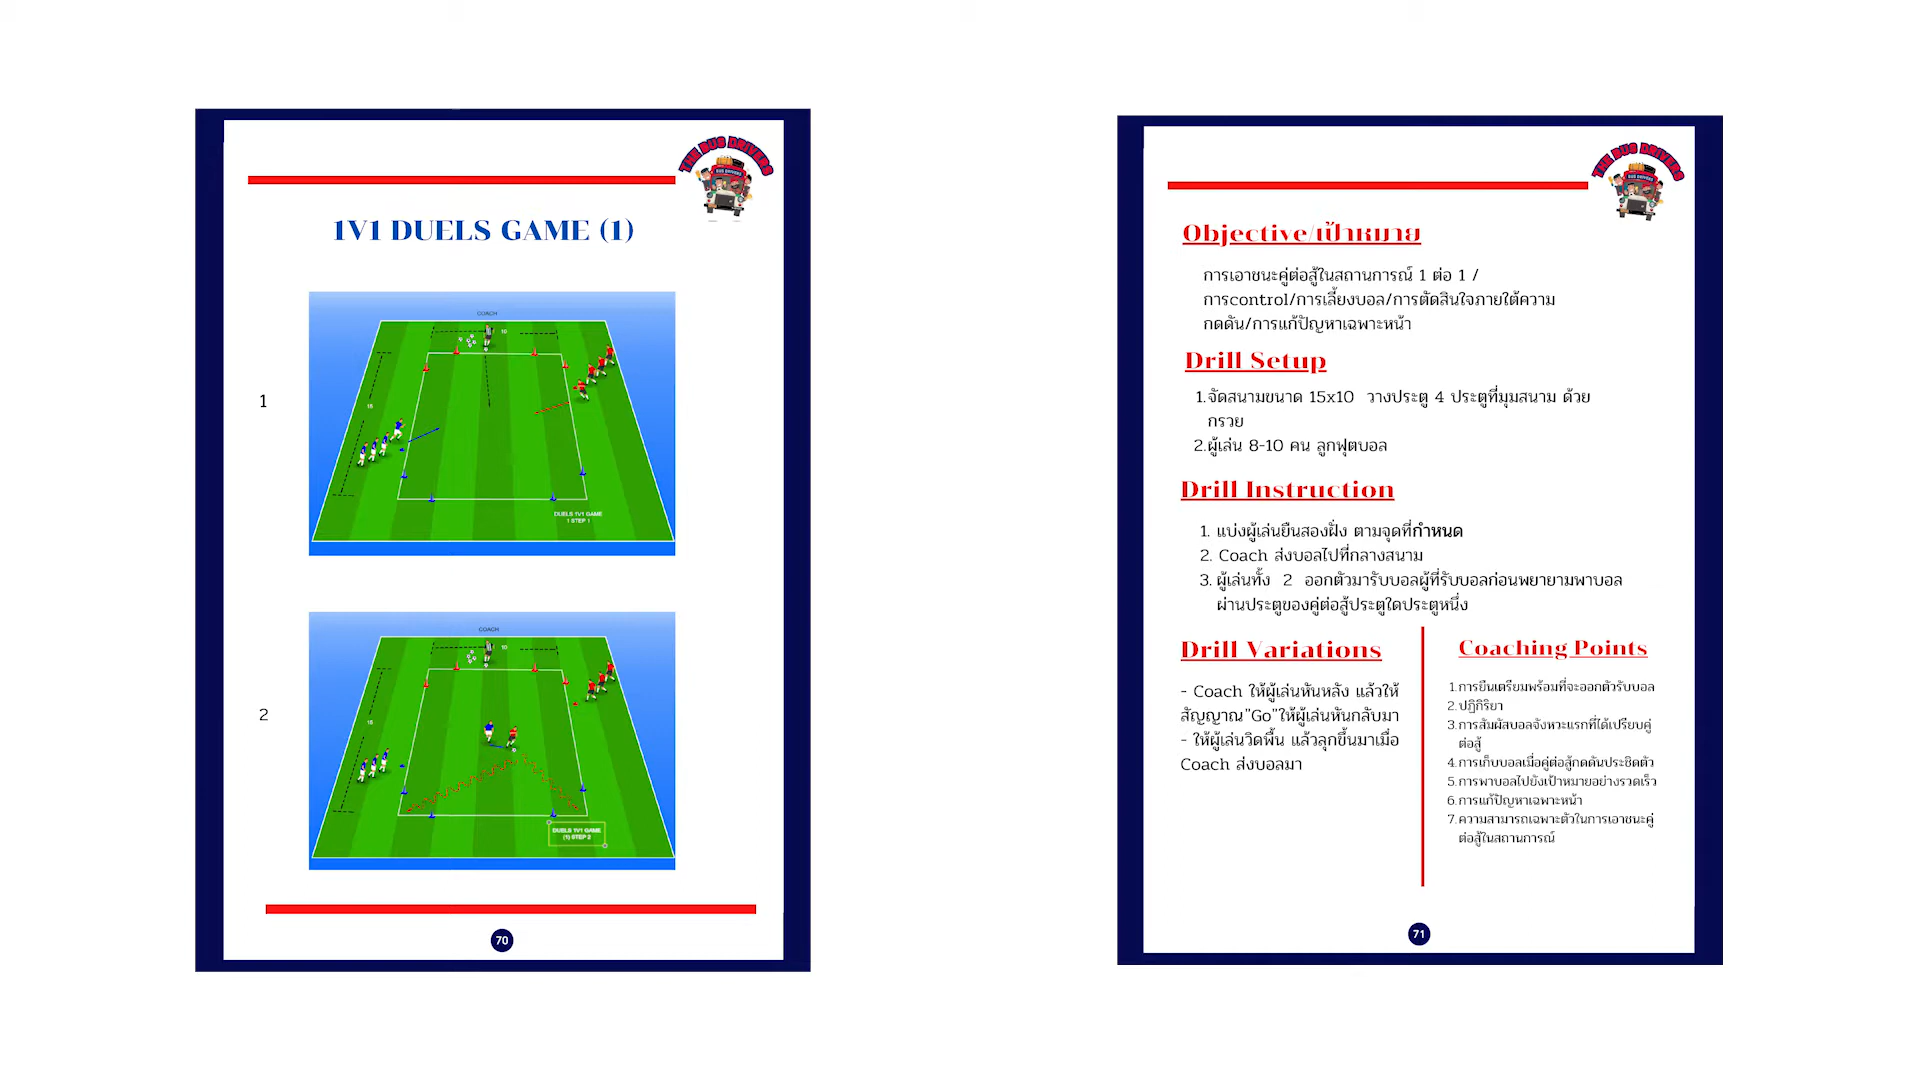 THE BUS DRIVERS
BUS DRIVERS
1V1 DUELS GAME (1)
1
COACH
10
15
DUELS 1V1 GAME
1 STEP 1
2
COACH
10
15
DUELS 1V1 GAME
(1) STEP 2
70
THE BUS DRIVERS
BUS DRIVERS
Objective/เป้าหมาย
การเอาชนะคู่ต่อสู้ในสถานการณ์ 1 ต่อ 1 /
การcontrol/การเลี้ยงบอล/การตัดสินใจภายใต้ความ
กดดัน/การแก้ปัญหาเฉพาะหน้า
Drill Setup
1.จัดสนามขนาด 15x10 วางประตู 4 ประตูที่มุมสนาม ด้วย
กรวย
2.ผู้เล่น 8-10 คน ลูกฟุตบอล
Drill Instruction
1. แบ่งผู้เล่นยืนสองฝั่ง ตามจุดที่กำหนด
2. Coach ส่งบอลไปที่กลางสนาม
3. ผู้เล่นทั้ง 2 ออกตัวมารับบอลผู้ที่รับบอลก่อนพยายามพาบอล
ผ่านประตูของคู่ต่อสู้ประตูใดประตูหนึ่ง
Drill Variations
- Coach ให้ผู้เล่นหันหลัง แล้วให้
สัญญาณ"Go"ให้ผู้เล่นหันกลับมา
- ให้ผู้เล่นวิดพื้น แล้วลุกขึ้นมาเมื่อ
Coach ส่งบอลมา
Coaching Points
1.การยืนเตรียมพร้อมที่จะออกตัวรับบอล
2.ปฏิกิริยา
3.การสัมผัสบอลจังหวะแรกที่ได้เปรียบคู่
ต่อสู้
4.การเก็บบอลเมื่อคู่ต่อสู้กดดันประชิดตัว
5.การพาบอลไปยังเป้าหมายอย่างรวดเร็ว
6.การแก้ปัญหาเฉพาะหน้า
7.ความสามารถเฉพาะตัวในการเอาชนะคู่
ต่อสู้ในสถานการณ์
71